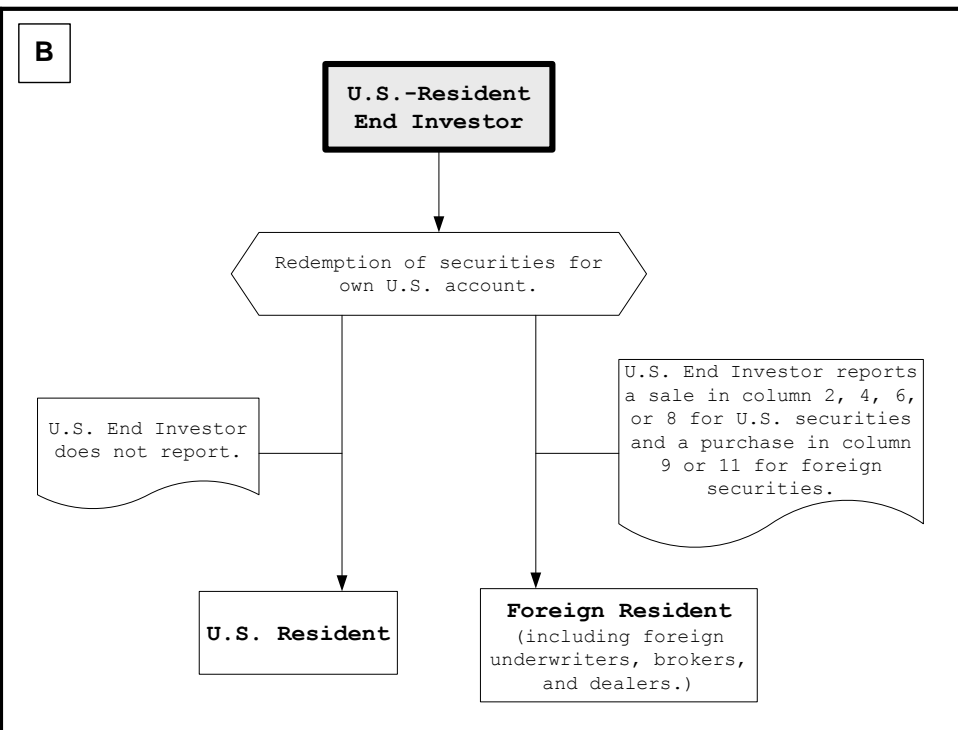 B
U.S.-Resident
End Investor
Redemption of securities for
own U.S. account.
U.S. End Investor
does not report.
U.S. End Investor reports
a sale in column 2, 4, 6,
or 8 for U.S. securities
and a purchase in column
9 or 11 for foreign
securities.
U.S. Resident
Foreign Resident
(including foreign
underwriters, brokers,
and dealers.)